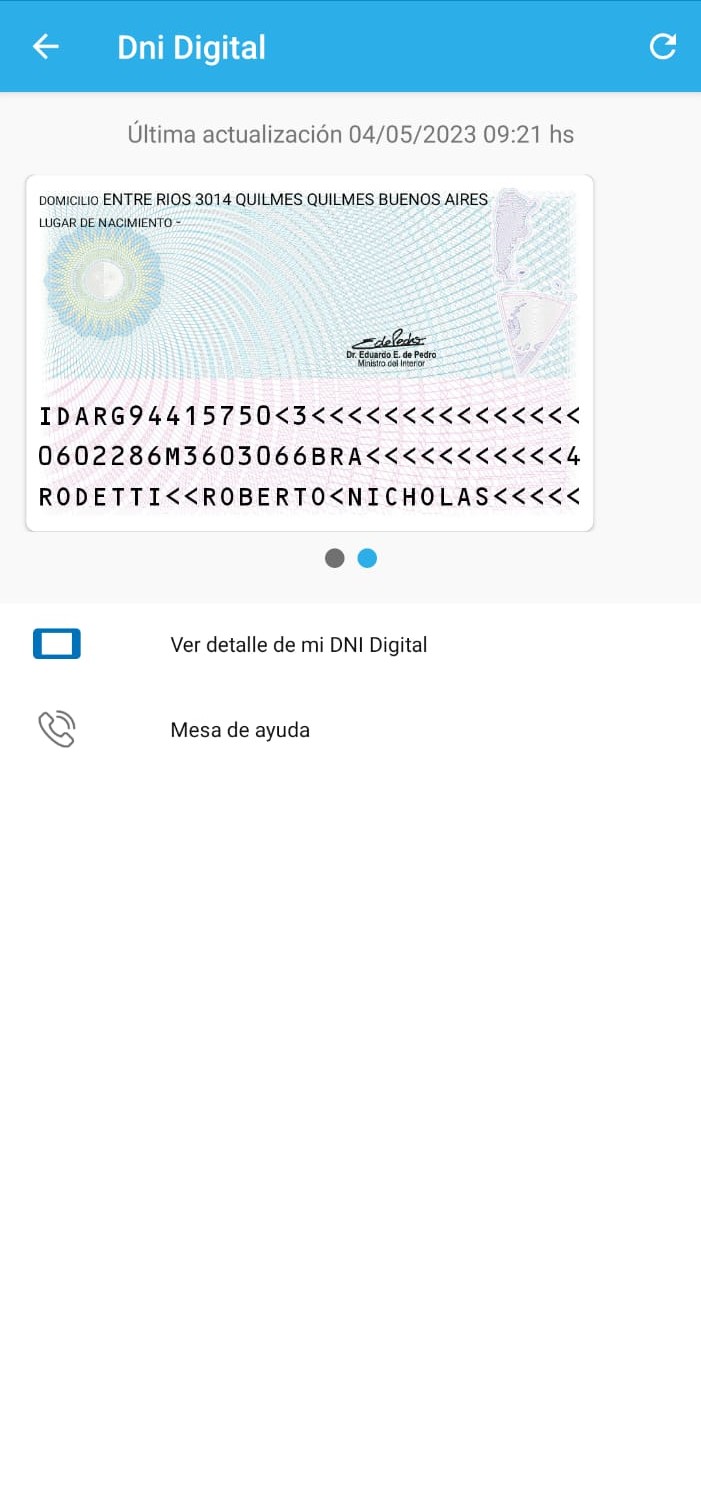 Dni Digital
Última actualización 04/05/2023 09:21 hs
DOMICILIO ENTRE RIOS 3014 QUILMES QUILMES BUENOS AIRES
LUGAR DE NACIMIENTO -
Dr. Eduardo E. de Pedro
Ministro del Interior
IDARG94415750<3<<<<<<<<<<<<<<<
0602286M3603066BRA<<<<<<<<<<<4
RODETTI<<ROBERTO<NICHOLAS<<<<<
Ver detalle de mi DNI Digital
Mesa de ayuda